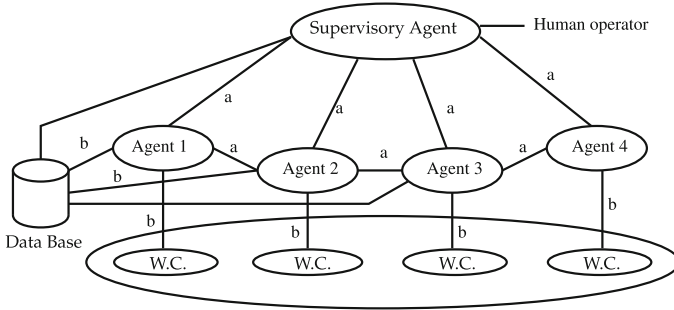 Supervisory Agent
Human operator
a
a
a
a
b
Agent 1
a
Agent 2
a
Agent 3
a
Agent 4
b
Data Base
b
b
b
b
W.C.
W.C.
W.C.
W.C.